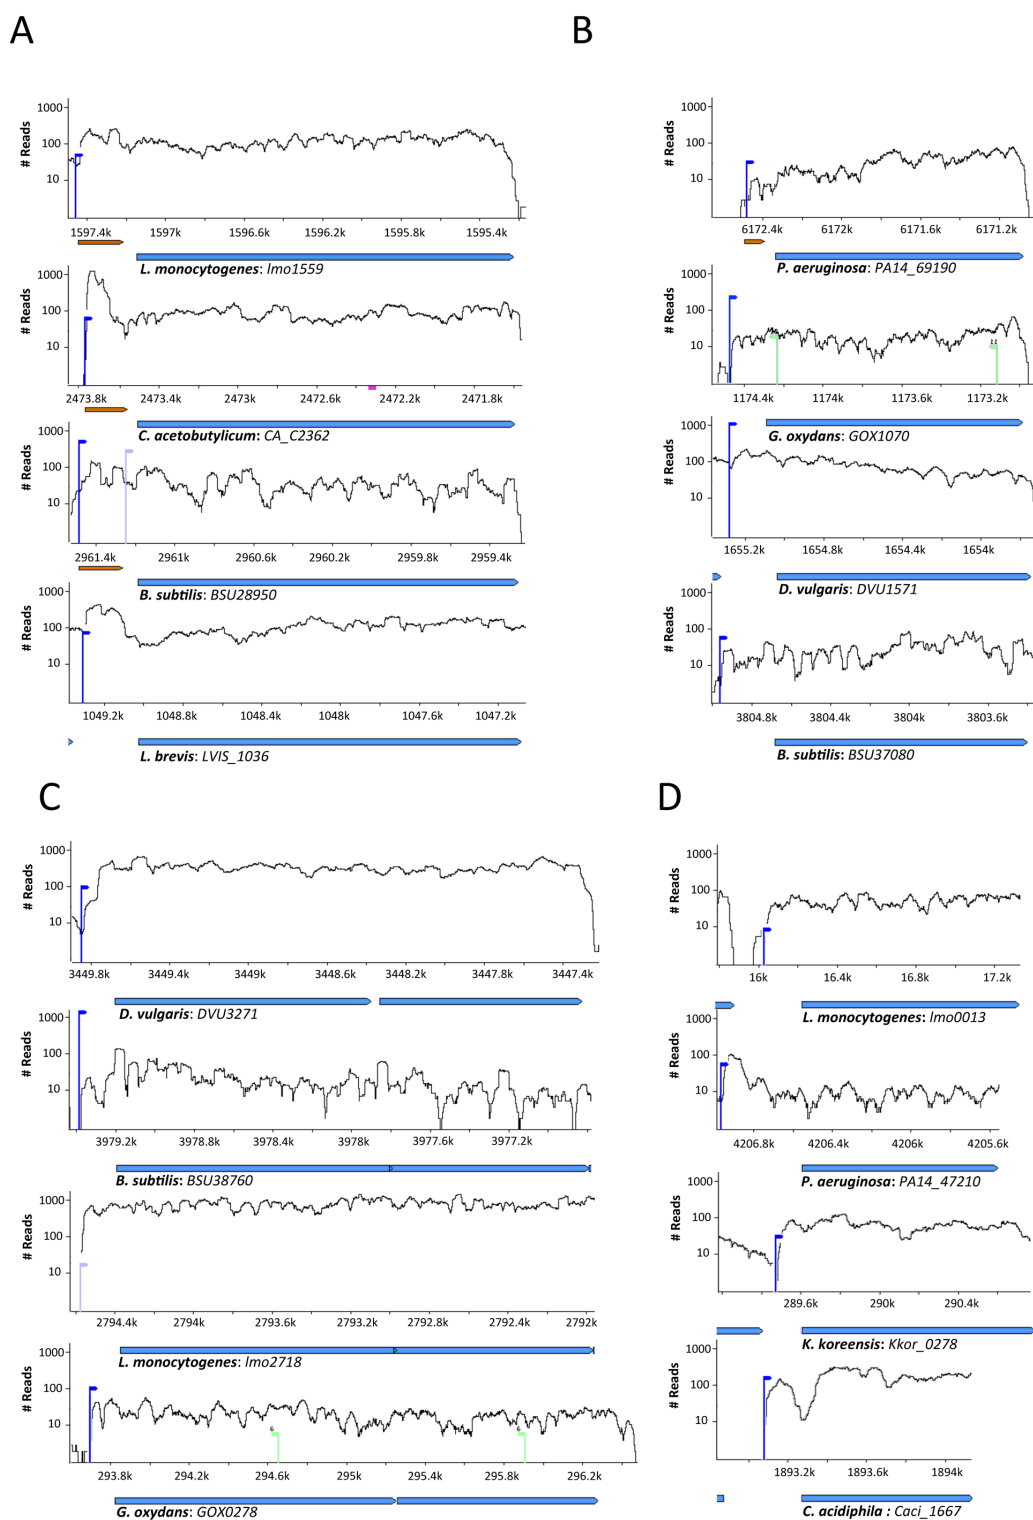 A
B
1000
100
# Reads
1597.4k 1597k 1596.6k 1596.2k 1595.8k 1595.4k
L. monocytogenes: lmo1559
1000
100
10
# Reads
6172.4k 6172k 6171.6k 6171.2k
P. aeruginosa: PA14_69190
1000
100
10
# Reads
2473.8k 2473.4k 2473k 2472.6k 2472.2k 2471.8k
C. acetobutylicum: CA_C2362
1000
100
10
# Reads
1174.4k 1174k 1173.6k 1173.2k
G. oxydans: GOX1070
1000
100
10
# Reads
2961.4k 2961k 2960.6k 2960.2k 2959.8k 2959.4k
B. subtilis: BSU28950
1000
100
10
# Reads
1655.2k 1654.8k 1654.4k 1654k
D. vulgaris: DVU1571
1000
100
10
# Reads
1049.2k 1048.8k 1048.4k 1048k 1047.6k 1047.2k
L. brevis: LVIS_1036
1000
100
10
# Reads
3804.8k 3804.4k 3804k 3803.6k
B. subtilis: BSU37080
C
D
1000
100
10
# Reads
3449.8k 3449.4k 3449k 3448.6k 3448.2k 3447.8k 3447.4k
D. vulgaris: DVU3271
1000
100
10
# Reads
16k 16.4k 16.8k 17.2k
L. monocytogenes: lmo0013
1000
100
10
# Reads
3979.2k 3978.8k 3978.4k 3978k 3977.6k 3977.2k
B. subtilis: BSU38760
1000
100
10
# Reads
4206.8k 4206.4k 4206k 4205.6k
P. aeruginosa: PA14_47210
1000
100
10
# Reads
2794.4k 2794k 2793.6k 2793.2k 2792.8k 2792.4k 2792k
L. monocytogenes: lmo2718
1000
10
# Reads
289.6k 290k 290.4k
K. koreensis: Kkor_0278
1000
100
10
# Reads
6
6
293.8k 294.2k 294.6k 295k 295.4k 295.8k 296.2k
G. oxydans: GOX0278
1000
100
10
# Reads
1893.2k 1893.6k 1894k
C. acidiphila : Caci_1667